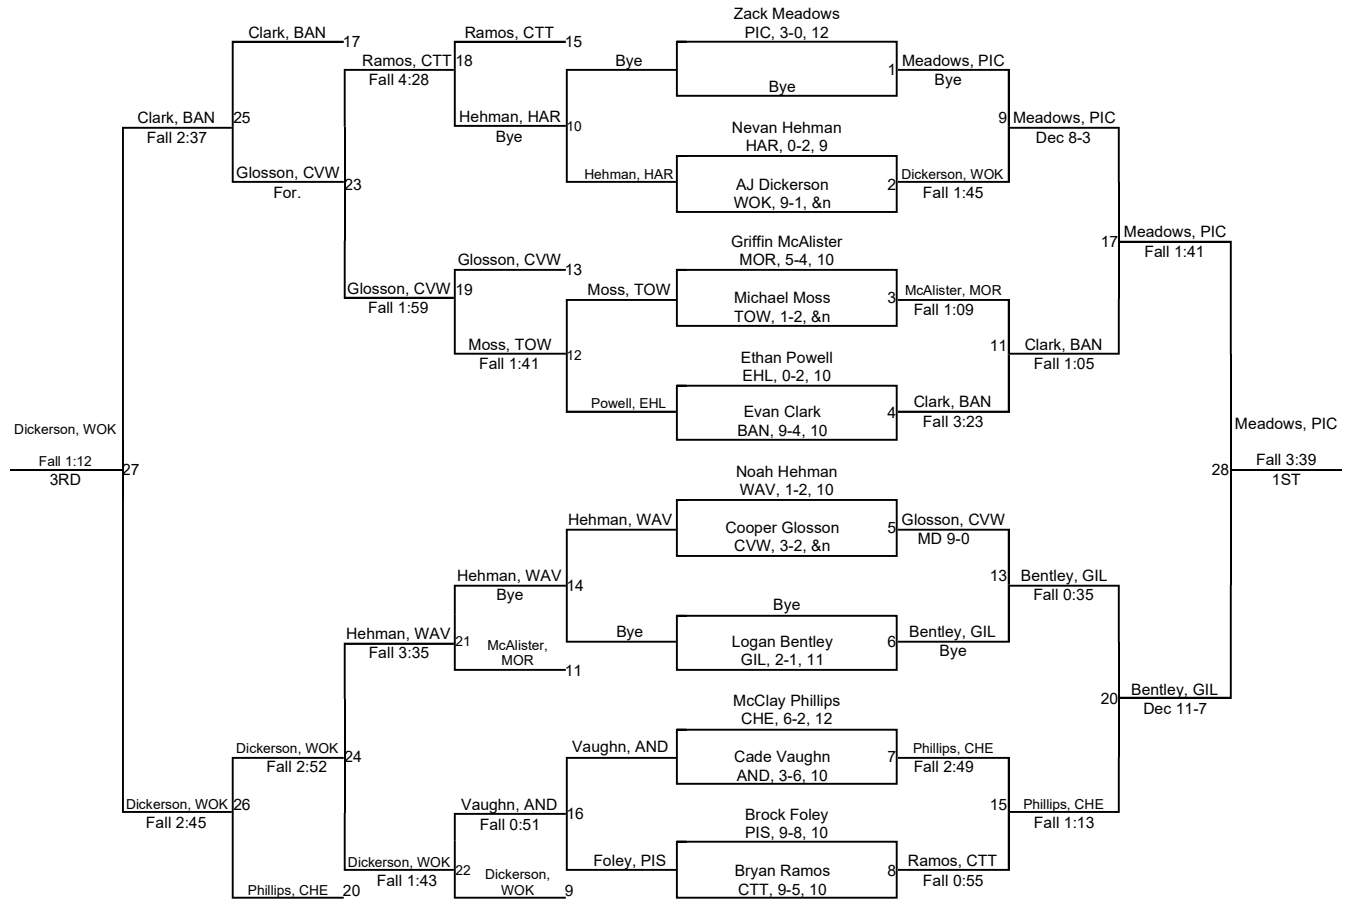 Zack Meadows
PIC, 3-0, 12
Bye
Nevan Hehman
HAR, 0-2, 9
AJ Dickerson
WOK, 9-1, &n
Griffin McAlister
MOR, 5-4, 10
Michael Moss
TOW, 1-2, &n
Ethan Powell
EHL, 0-2, 10
Evan Clark
BAN, 9-4, 10
Noah Hehman
WAV, 1-2, 10
Cooper Glosson
CVW, 3-2, &n
Bye
Logan Bentley
GIL, 2-1, 11
McClay Phillips
CHE, 6-2, 12
Cade Vaughn
AND, 3-6, 10
Brock Foley
PIS, 9-8, 10
Bryan Ramos
CTT, 9-5, 10
1
Meadows, PIC
Bye
2
Dickerson, WOK
Fall 1:45
3
McAlister, MOR
Fall 1:09
4
Clark, BAN
Fall 3:23
5
Glosson, CVW
MD 9-0
6
Bentley, GIL
Bye
7
Phillips, CHE
Fall 2:49
8
Ramos, CTT
Fall 0:55
9
Meadows, PIC
Dec 8-3
11
Clark, BAN
Fall 1:05
13
Bentley, GIL
Fall 0:35
15
Phillips, CHE
Fall 1:13
17
Meadows, PIC
Fall 1:41
20
Bentley, GIL
Dec 11-7
28
Meadows, PIC
Fall 3:39
1ST
Bye
Hehman, HAR
Moss, TOW
Powell, EHL
Hehman, WAV
Bye
Vaughn, AND
Foley, PIS
Ramos, CTT
15
Hehman, HAR
10
Bye
Glosson, CVW
13
Moss, TOW
12
Fall 1:41
Hehman, WAV
14
Bye
McAlister,
MOR
11
Vaughn, AND
16
Fall 0:51
Dickerson,
WOK
9
Ramos, CTT
18
Fall 4:28
Glosson, CVW
19
Fall 1:59
Hehman, WAV
21
Fall 3:35
Dickerson, WOK
22
Fall 1:43
Clark, BAN
17
Glosson, CVW
23
For.
Dickerson, WOK
24
Fall 2:52
Phillips, CHE
20
Clark, BAN
25
Fall 2:37
Dickerson, WOK
26
Fall 2:45
Dickerson, WOK
27
Fall 1:12
3RD